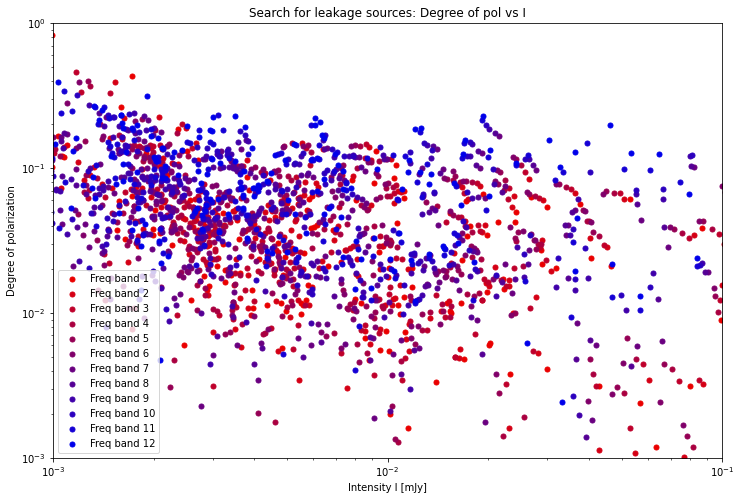 Search for leakage sources: Degree of pol vs I
Degree of polarization
10⁰
10⁻¹
10⁻²
10⁻³
Freq band 1
Freq band 2
Freq band 3
Freq band 4
Freq band 5
Freq band 6
Freq band 7
Freq band 8
Freq band 9
Freq band 10
Freq band 11
Freq band 12
10⁻³
10⁻²
10⁻¹
Intensity I [mJy]